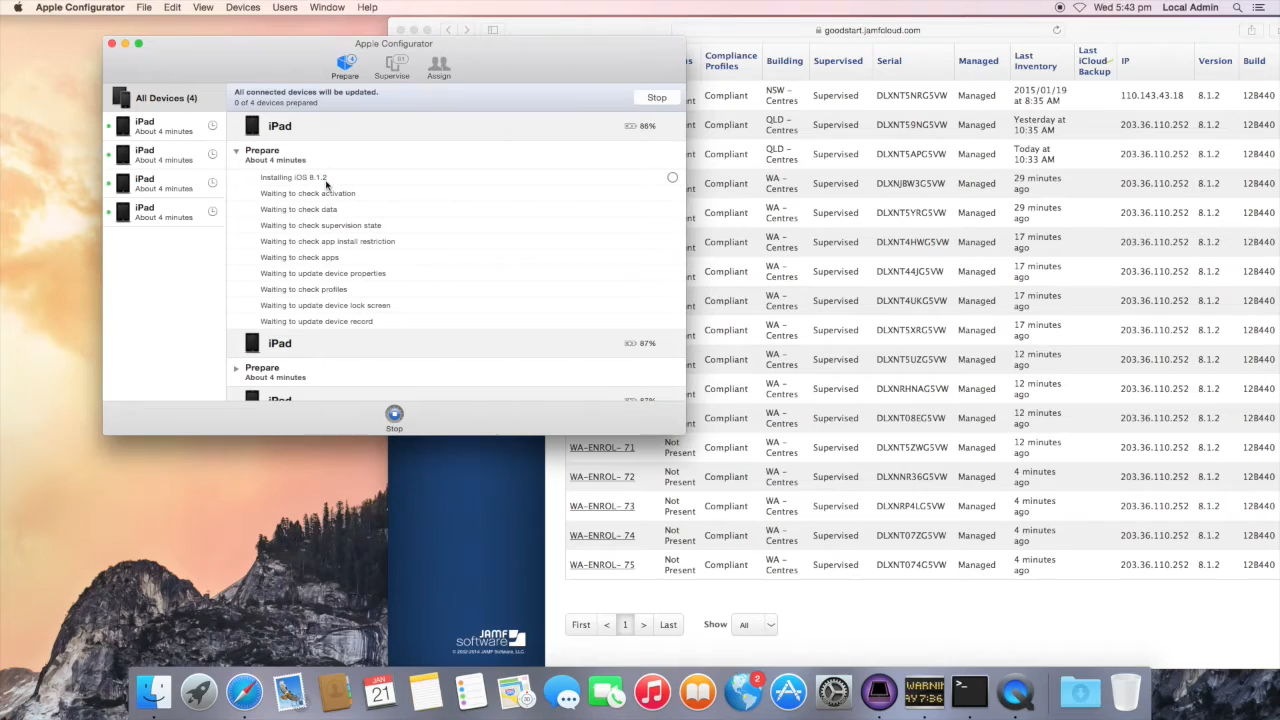 Apple Configurator File Edit View Devices Users Window Help
Wed 5:43 pm Local Admin
Apple Configurator
4
61
Prepare Supervise Assign
All Devices (4)
iPad
About 4 minutes
iPad
About 4 minutes
iPad
About 4 minutes
iPad
About 4 minutes
All connected devices will be updated.
0 of 4 devices prepared
Stop
iPad 86%
Prepare
About 4 minutes
Installing iOS 8.1.2
Waiting to check activation
Waiting to check data
Waiting to check supervision state
Waiting to check app install restriction
Waiting to check apps
Waiting to update device properties
Waiting to check profiles
Waiting to update device lock screen
Waiting to update device record
iPad 87%
Prepare
About 4 minutes
iPad 87%
Stop
goodstart.jamfcloud.com
Compliance Profiles Building Supervised Serial Managed Last Inventory Last iCloud Backup IP Version Build
Compliant NSW - Centres Supervised DLXNT5NRG5VW Managed 2015/01/19 at 8:35 AM 110.143.43.18 8.1.2 12B440
Compliant QLD - Centres Supervised DLXNT59NG5VW Managed Yesterday at 10:35 AM 203.36.110.252 8.1.2 12B440
Compliant QLD - Centres Supervised DLXNT5APG5VW Managed Today at 10:33 AM 203.36.110.252 8.1.2 12B440
Compliant WA - Centres Supervised DLXNJBW3G5VW Managed 29 minutes ago 203.36.110.252 8.1.2 12B440
Compliant WA - Centres Supervised DLXNT5YRG5VW Managed 29 minutes ago 203.36.110.252 8.1.2 12B440
Compliant WA - Centres Supervised DLXNT4HWG5VW Managed 17 minutes ago 203.36.110.252 8.1.2 12B440
Compliant WA - Centres Supervised DLXNT44JG5VW Managed 17 minutes ago 203.36.110.252 8.1.2 12B440
Compliant WA - Centres Supervised DLXNT4UKG5VW Managed 17 minutes ago 203.36.110.252 8.1.2 12B440
Compliant WA - Centres Supervised DLXNT5XRG5VW Managed 17 minutes ago 203.36.110.252 8.1.2 12B440
Compliant WA - Centres Supervised DLXNT5UZG5VW Managed 12 minutes ago 203.36.110.252 8.1.2 12B440
Compliant WA - Centres Supervised DLXNRHNAG5VW Managed 12 minutes ago 203.36.110.252 8.1.2 12B440
Compliant WA - Centres Supervised DLXNT08EG5VW Managed 12 minutes ago 203.36.110.252 8.1.2 12B440
WA-ENROL- 71 Not Present Compliant WA - Centres Supervised DLXNT5ZWG5VW Managed 12 minutes ago 203.36.110.252 8.1.2 12B440
WA-ENROL- 72 Not Present Compliant WA - Centres Supervised DLXNNR36G5VW Managed 4 minutes ago 203.36.110.252 8.1.2 12B440
WA-ENROL- 73 Not Present Compliant WA - Centres Supervised DLXNRP4LG5VW Managed 4 minutes ago 203.36.110.252 8.1.2 12B440
WA-ENROL- 74 Not Present Compliant WA - Centres Supervised DLXNT07ZG5VW Managed 4 minutes ago 203.36.110.252 8.1.2 12B440
WA-ENROL- 75 Not Present Compliant WA - Centres Supervised DLXNT074G5VW Managed 4 minutes ago 203.36.110.252 8.1.2 12B440
First < 1 > Last Show All
JAMF
software
© 2002-2014 JAMF Software, LLC
JAN
21
2
WARNIN
AY 7:36